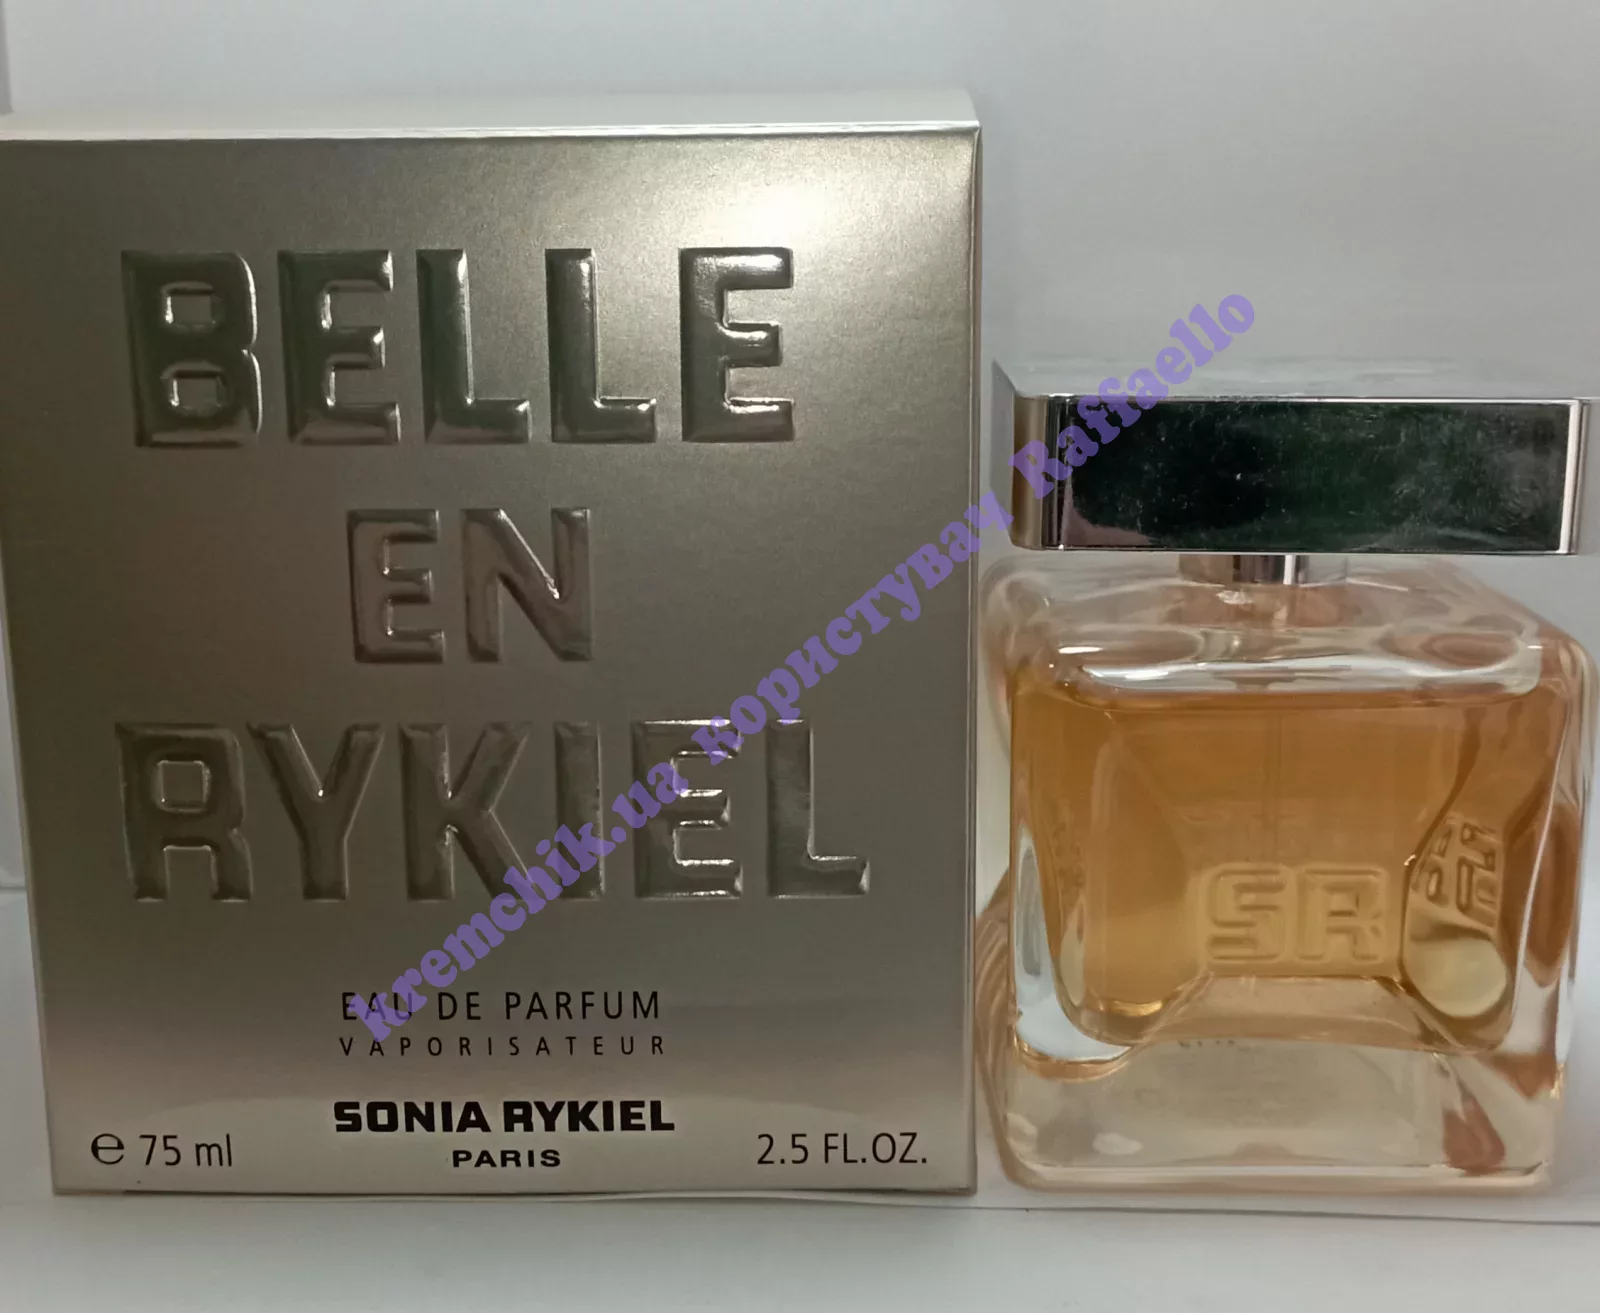 BELLE
EN
RYKIEL
EAU DE PARFUM
VAPORISATEUR
SONIA RYKIEL
PARIS
℮ 75 ml
2.5 FL.OZ.
SR
kremchik.ua користувач Raffaello